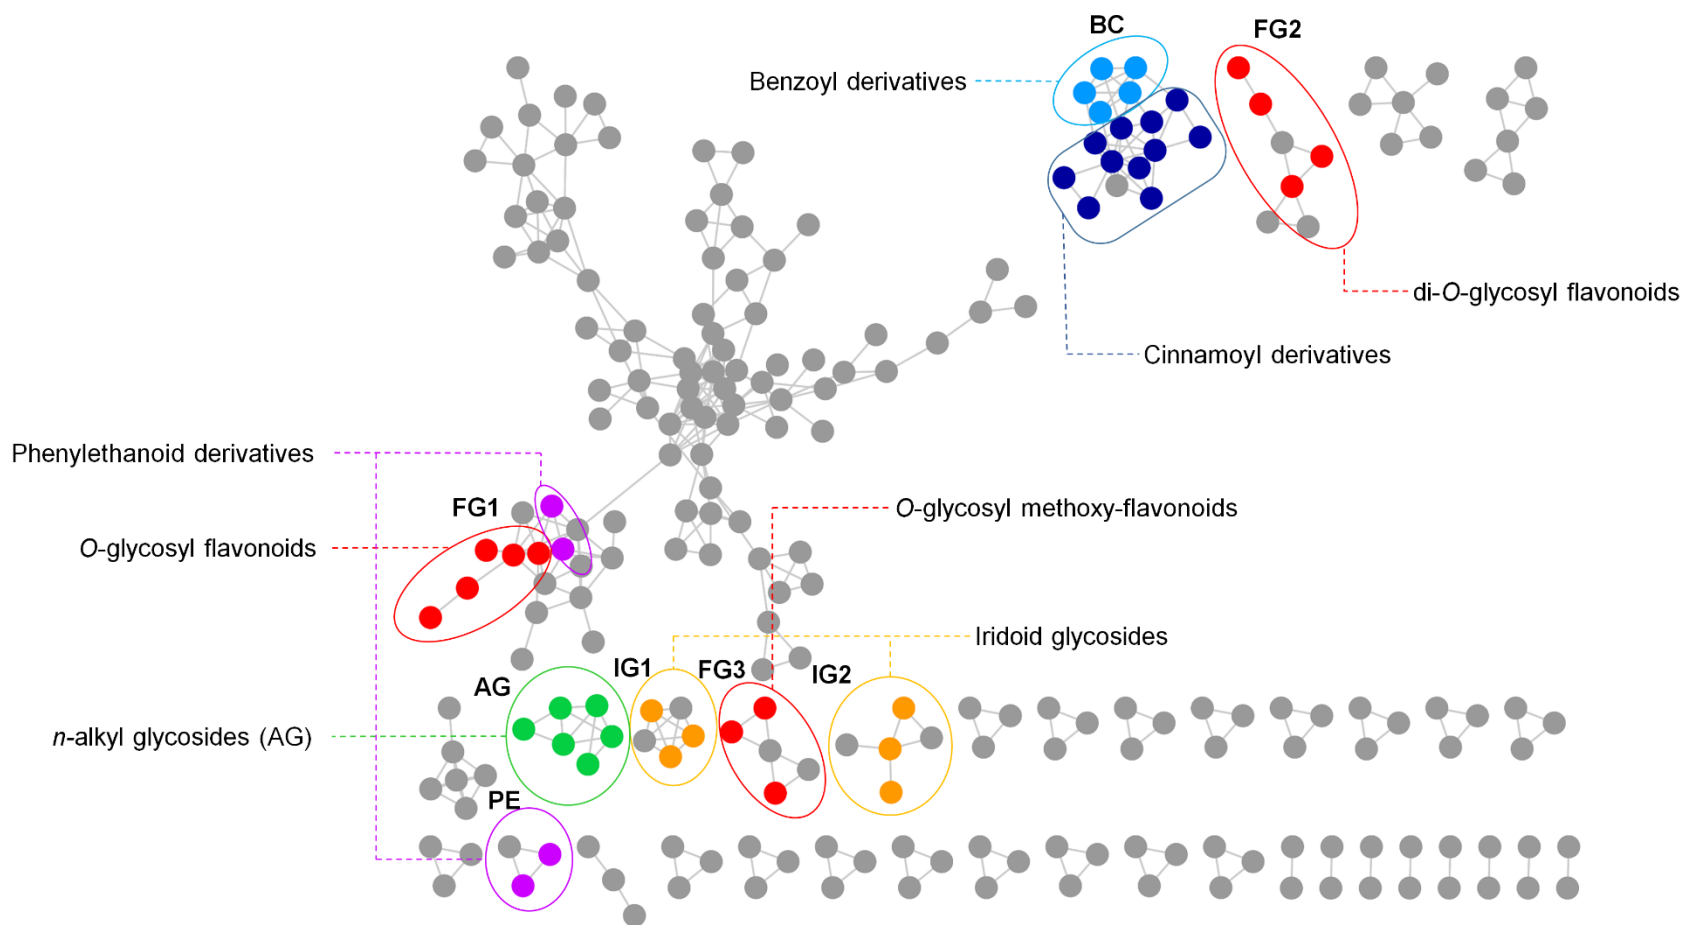 BC
FG2
Benzoyl derivatives
di-O-glycosyl flavonoids
Cinnamoyl derivatives
Phenylethanoid derivatives
FG1
O-glycosyl methoxy-flavonoids
O-glycosyl flavonoids
Iridoid glycosides
IG1
FG3
IG2
AG
n-alkyl glycosides (AG)
PE